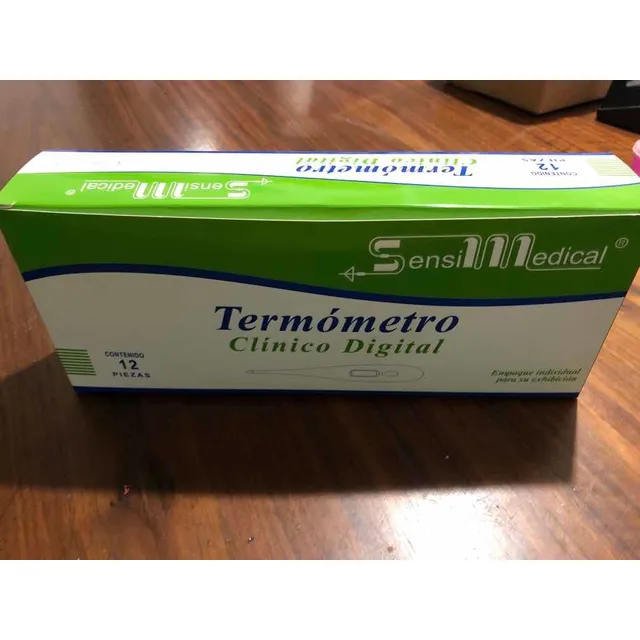 Termómetro
Clínico Digital
CONTENIDO
12
PIEZAS
SensiMedical®
SensiMedical®
Termómetro
Clínico Digital
CONTENIDO
12
PIEZAS
Empaque individual
para su exhibición